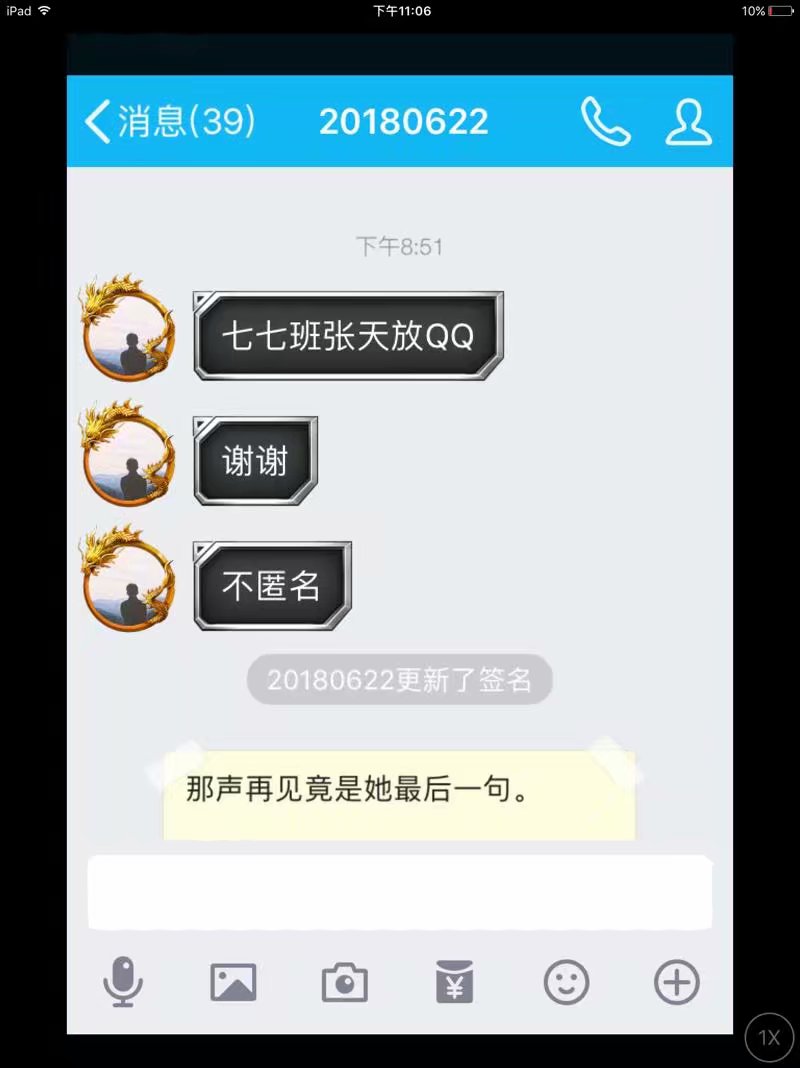 iPad 下午11:06 10%
消息(39) 20180622
下午8:51
七七班张天放QQ
谢谢
不匿名
20180622更新了签名
那声再见竟是她最后一句。
¥
1X